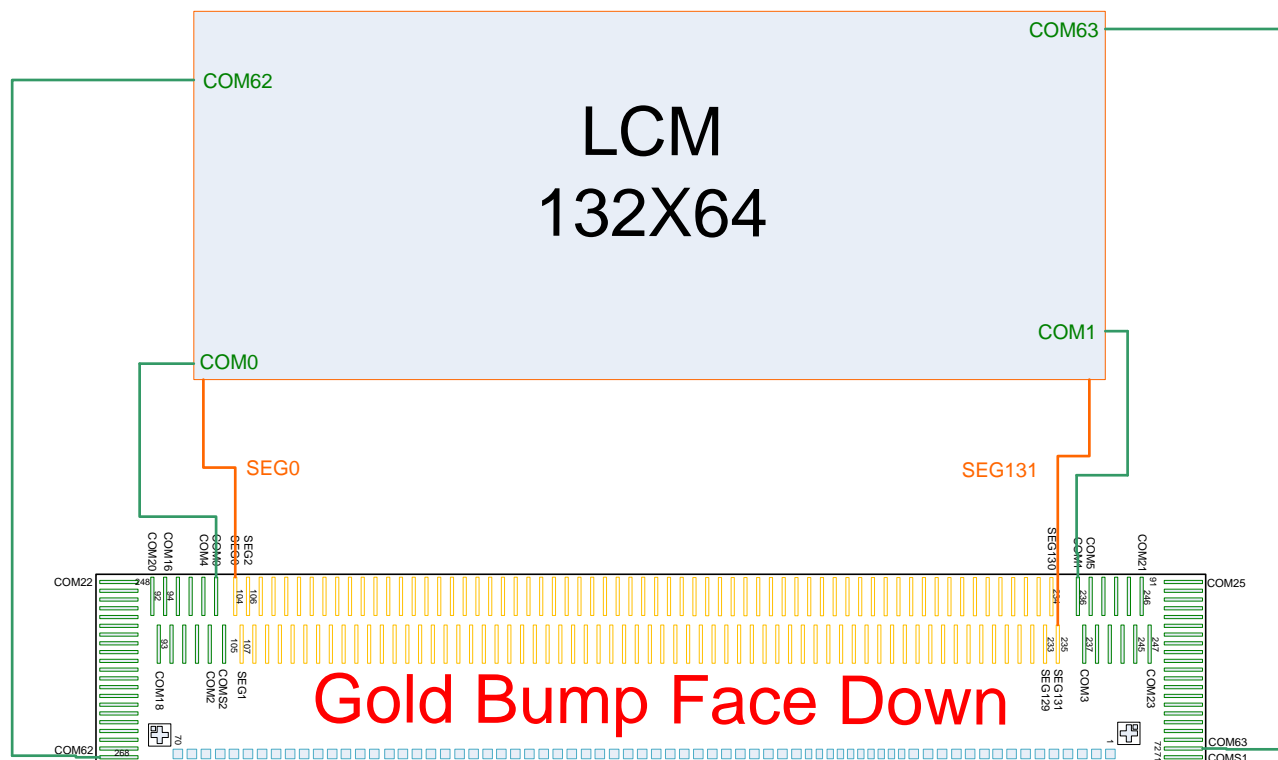 COM63
COM62
LCM
132X64
COM1
COM0
SEG0
SEG131
COM20
COM16
COM4
COM0
SEG0
SEG2
SEG130
COM1
COM5
COM21
COM22
248
92
94
104
106
234
236
246
91
COM25
93
105
107
233
235
237
245
247
COM18
COM2
COMS2
SEG1
SEG129
SEG131
COM3
COM23
Gold Bump Face Down
COM62
268
70
1
72
71
COM63
COMS1